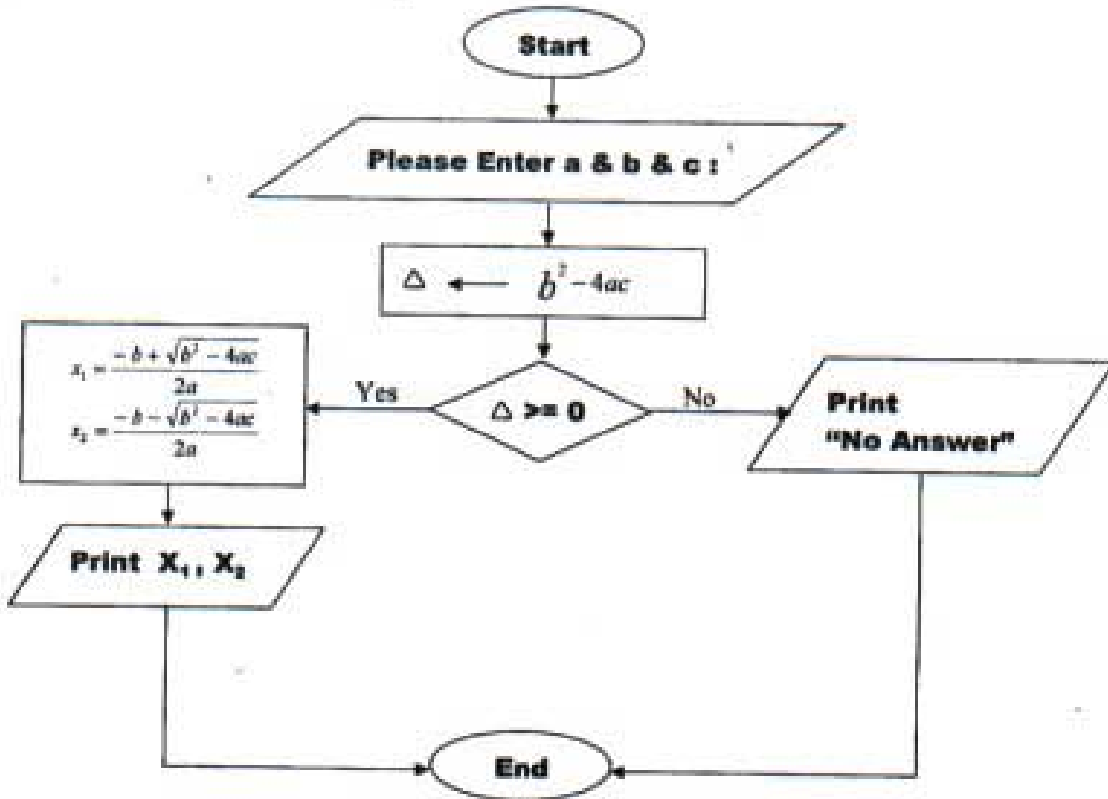 Start
Please Enter a & b & c :
△ ← b² - 4ac
△ >= 0
Yes
No
x₁ = (-b + √(b² - 4ac)) / 2a
x₂ = (-b - √(b² - 4ac)) / 2a
Print
“No Answer”
Print X₁, X₂
End